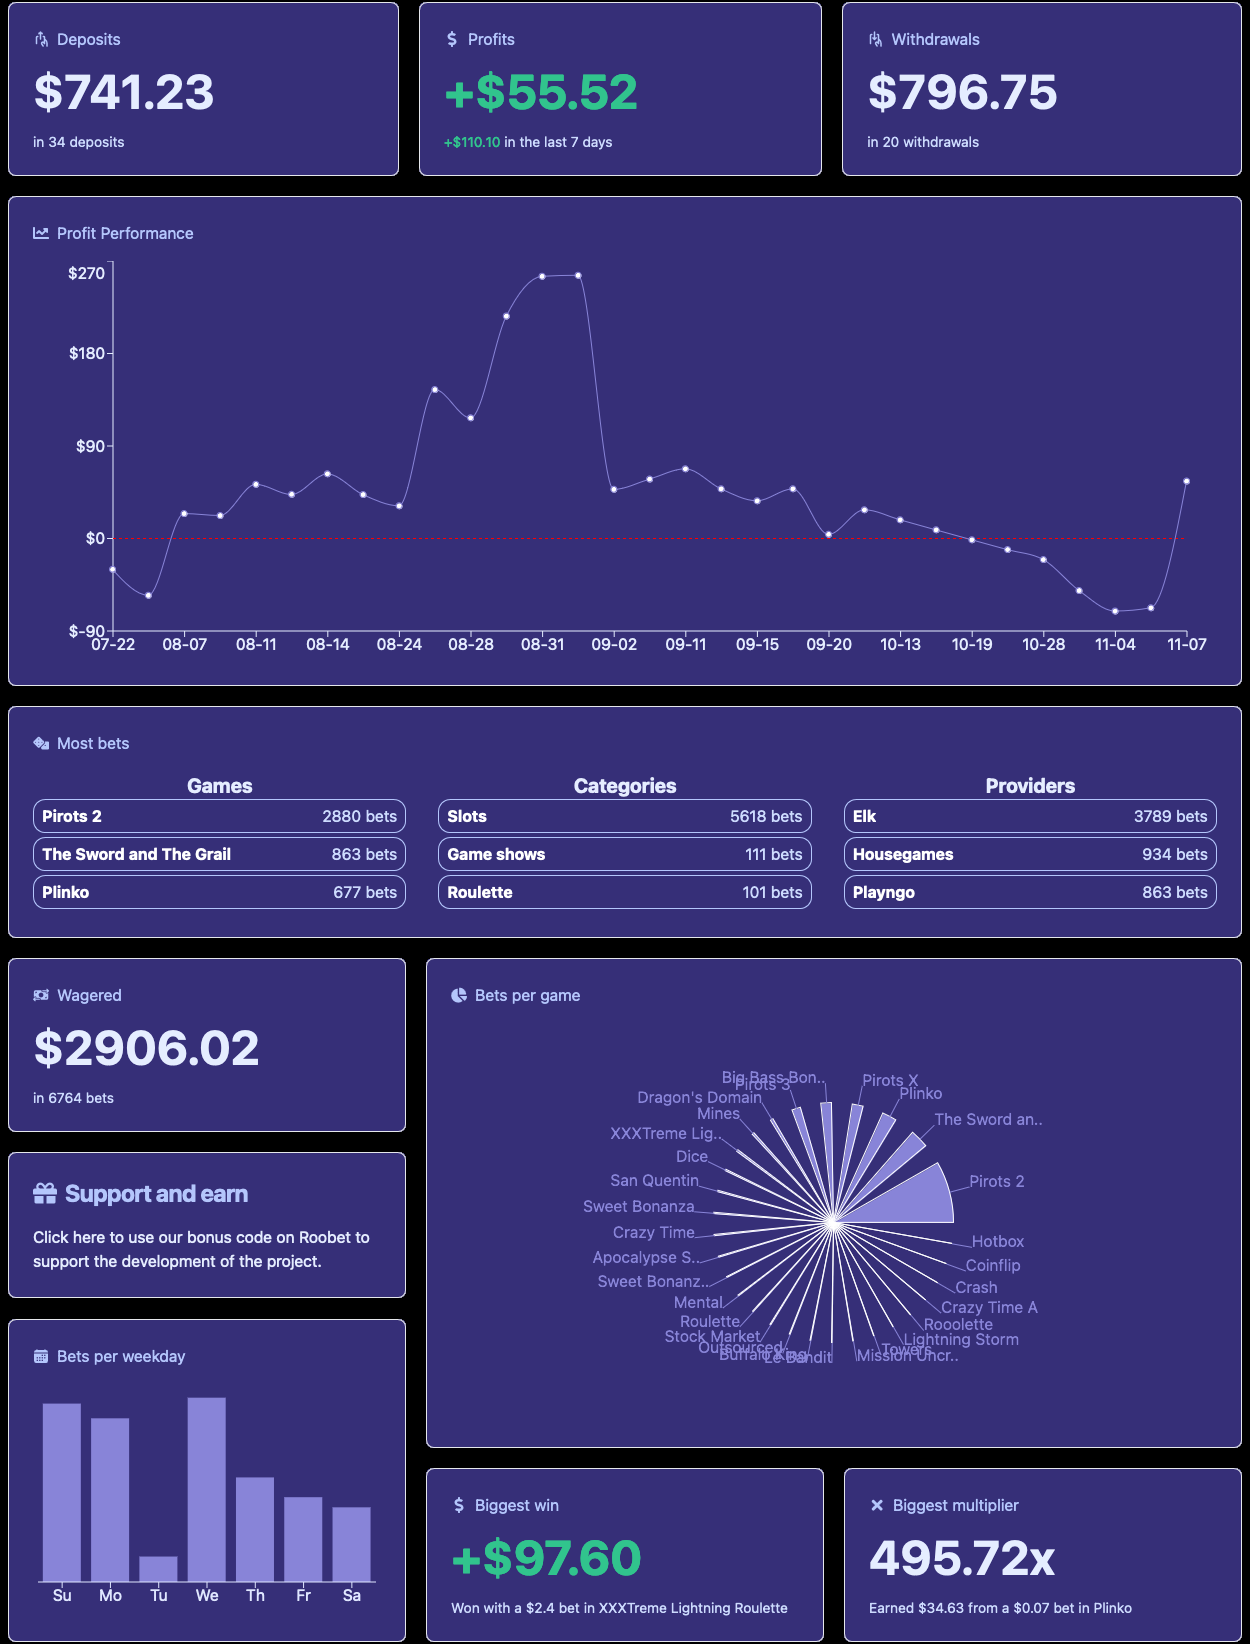 Deposits
$741.23
in 34 deposits
Profits
+$55.52
+$110.10 in the last 7 days
Withdrawals
$796.75
in 20 withdrawals
Profit Performance
$270
$180
$90
$0
$-90
07-22 08-07 08-11 08-14 08-24 08-28 08-31 09-02 09-11 09-15 09-20 10-13 10-19 10-28 11-04 11-07
Most bets
Games
Pirots 2 2880 bets
The Sword and The Grail 863 bets
Plinko 677 bets
Categories
Slots 5618 bets
Game shows 111 bets
Roulette 101 bets
Providers
Elk 3789 bets
Housegames 934 bets
Playngo 863 bets
Wagered
$2906.02
in 6764 bets
Support and earn
Click here to use our bonus code on Roobet to
support the development of the project.
Bets per weekday
Su Mo Tu We Th Fr Sa
Bets per game
Big Bass Bon..
Pirots 3
Dragon's Domain
Mines
XXXTreme Lig..
Dice
San Quentin
Sweet Bonanza
Crazy Time
Apocalypse S..
Sweet Bonanz..
Mental
Roulette
Stock Market
Outsourced
Buffalo King
Le Bandit
Pirots X
Plinko
The Sword an..
Pirots 2
Hotbox
Coinflip
Crash
Crazy Time A
Rooolette
Lightning Storm
Towers
Mission Uncr..
Biggest win
+$97.60
Won with a $2.4 bet in XXXTreme Lightning Roulette
Biggest multiplier
495.72x
Earned $34.63 from a $0.07 bet in Plinko